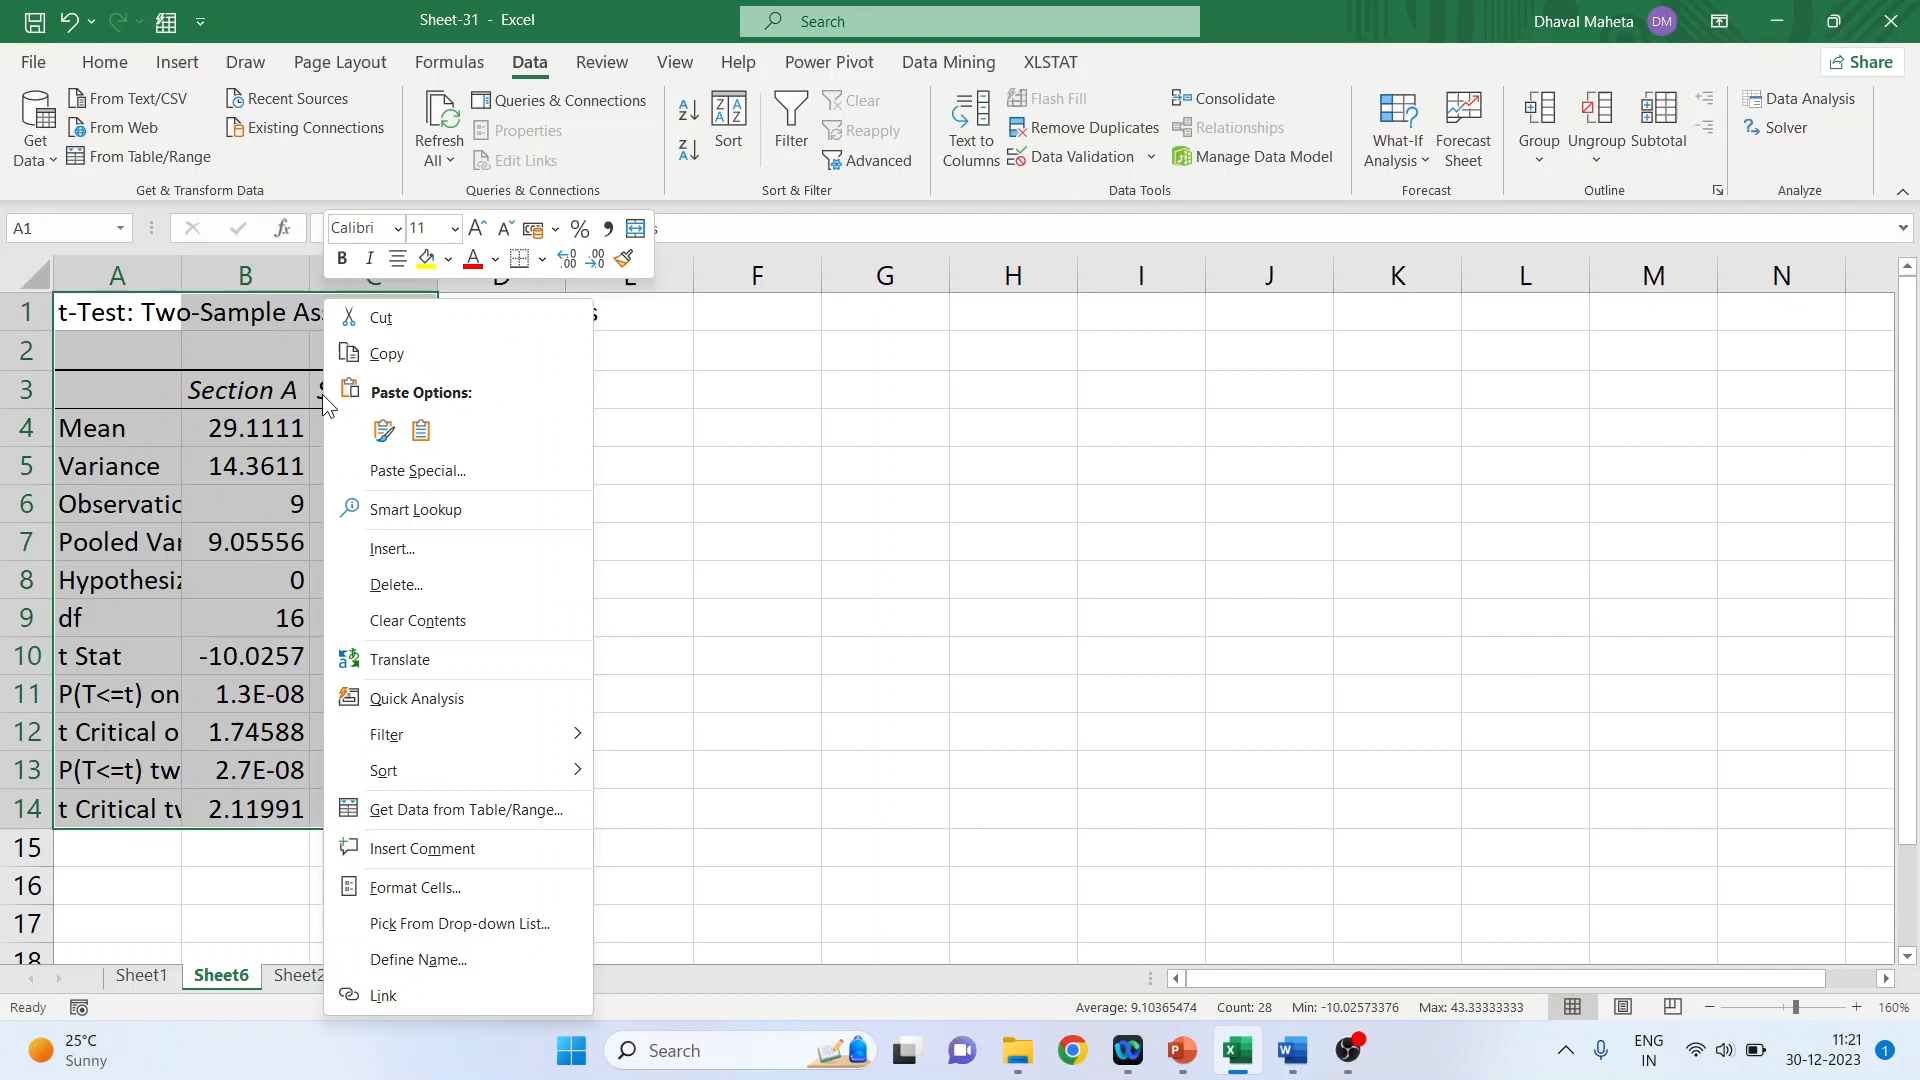 Sheet-31 - Excel
Search
Dhaval Maheta
DM
File Home Insert Draw Page Layout Formulas Data Review View Help Power Pivot Data Mining XLSTAT
Share
Get Data
From Text/CSV
From Web
From Table/Range
Recent Sources
Existing Connections
Get & Transform Data
Refresh All
Queries & Connections
Properties
Edit Links
Queries & Connections
Sort
Filter
Clear
Reapply
Advanced
Sort & Filter
Text to Columns
Flash Fill
Remove Duplicates
Data Validation
Consolidate
Relationships
Manage Data Model
Data Tools
What-If Analysis
Forecast Sheet
Forecast
Group
Ungroup
Subtotal
Outline
Data Analysis
Solver
Analyze
A1
fx
Calibri 11
A B C D E F G H I J K L M N
1 t-Test: Two-Sample As
2
3 Section A S
4 Mean 29.1111
5 Variance 14.3611
6 Observatio 9
7 Pooled Var 9.05556
8 Hypothesiz 0
9 df 16
10 t Stat -10.0257
11 P(T<=t) on 1.3E-08
12 t Critical o 1.74588
13 P(T<=t) tw 2.7E-08
14 t Critical tw 2.11991
15
16
17
18
Cut
Copy
Paste Options:
Paste Special...
Smart Lookup
Insert...
Delete...
Clear Contents
Translate
Quick Analysis
Filter
Sort
Get Data from Table/Range...
Insert Comment
Format Cells...
Pick From Drop-down List...
Define Name...
Link
Sheet1 Sheet6 Sheet2
Ready
Average: 9.10365474 Count: 28 Min: -10.02573376 Max: 43.33333333
160%
25°C
Sunny
Search
ENG
IN
11:21
30-12-2023
1